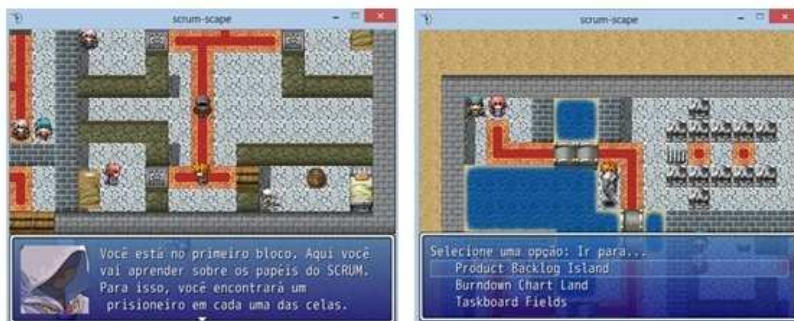 scrum-scape
Você está no primeiro bloco. Aqui você
vai aprender sobre os papéis do SCRUM.
Para isso, você encontrará um
prisioneiro em cada uma das celas.
scrum-scape
Selecione uma opção: Ir para...
Product Backlog Island
Burndown Chart Land
Taskboard Fields